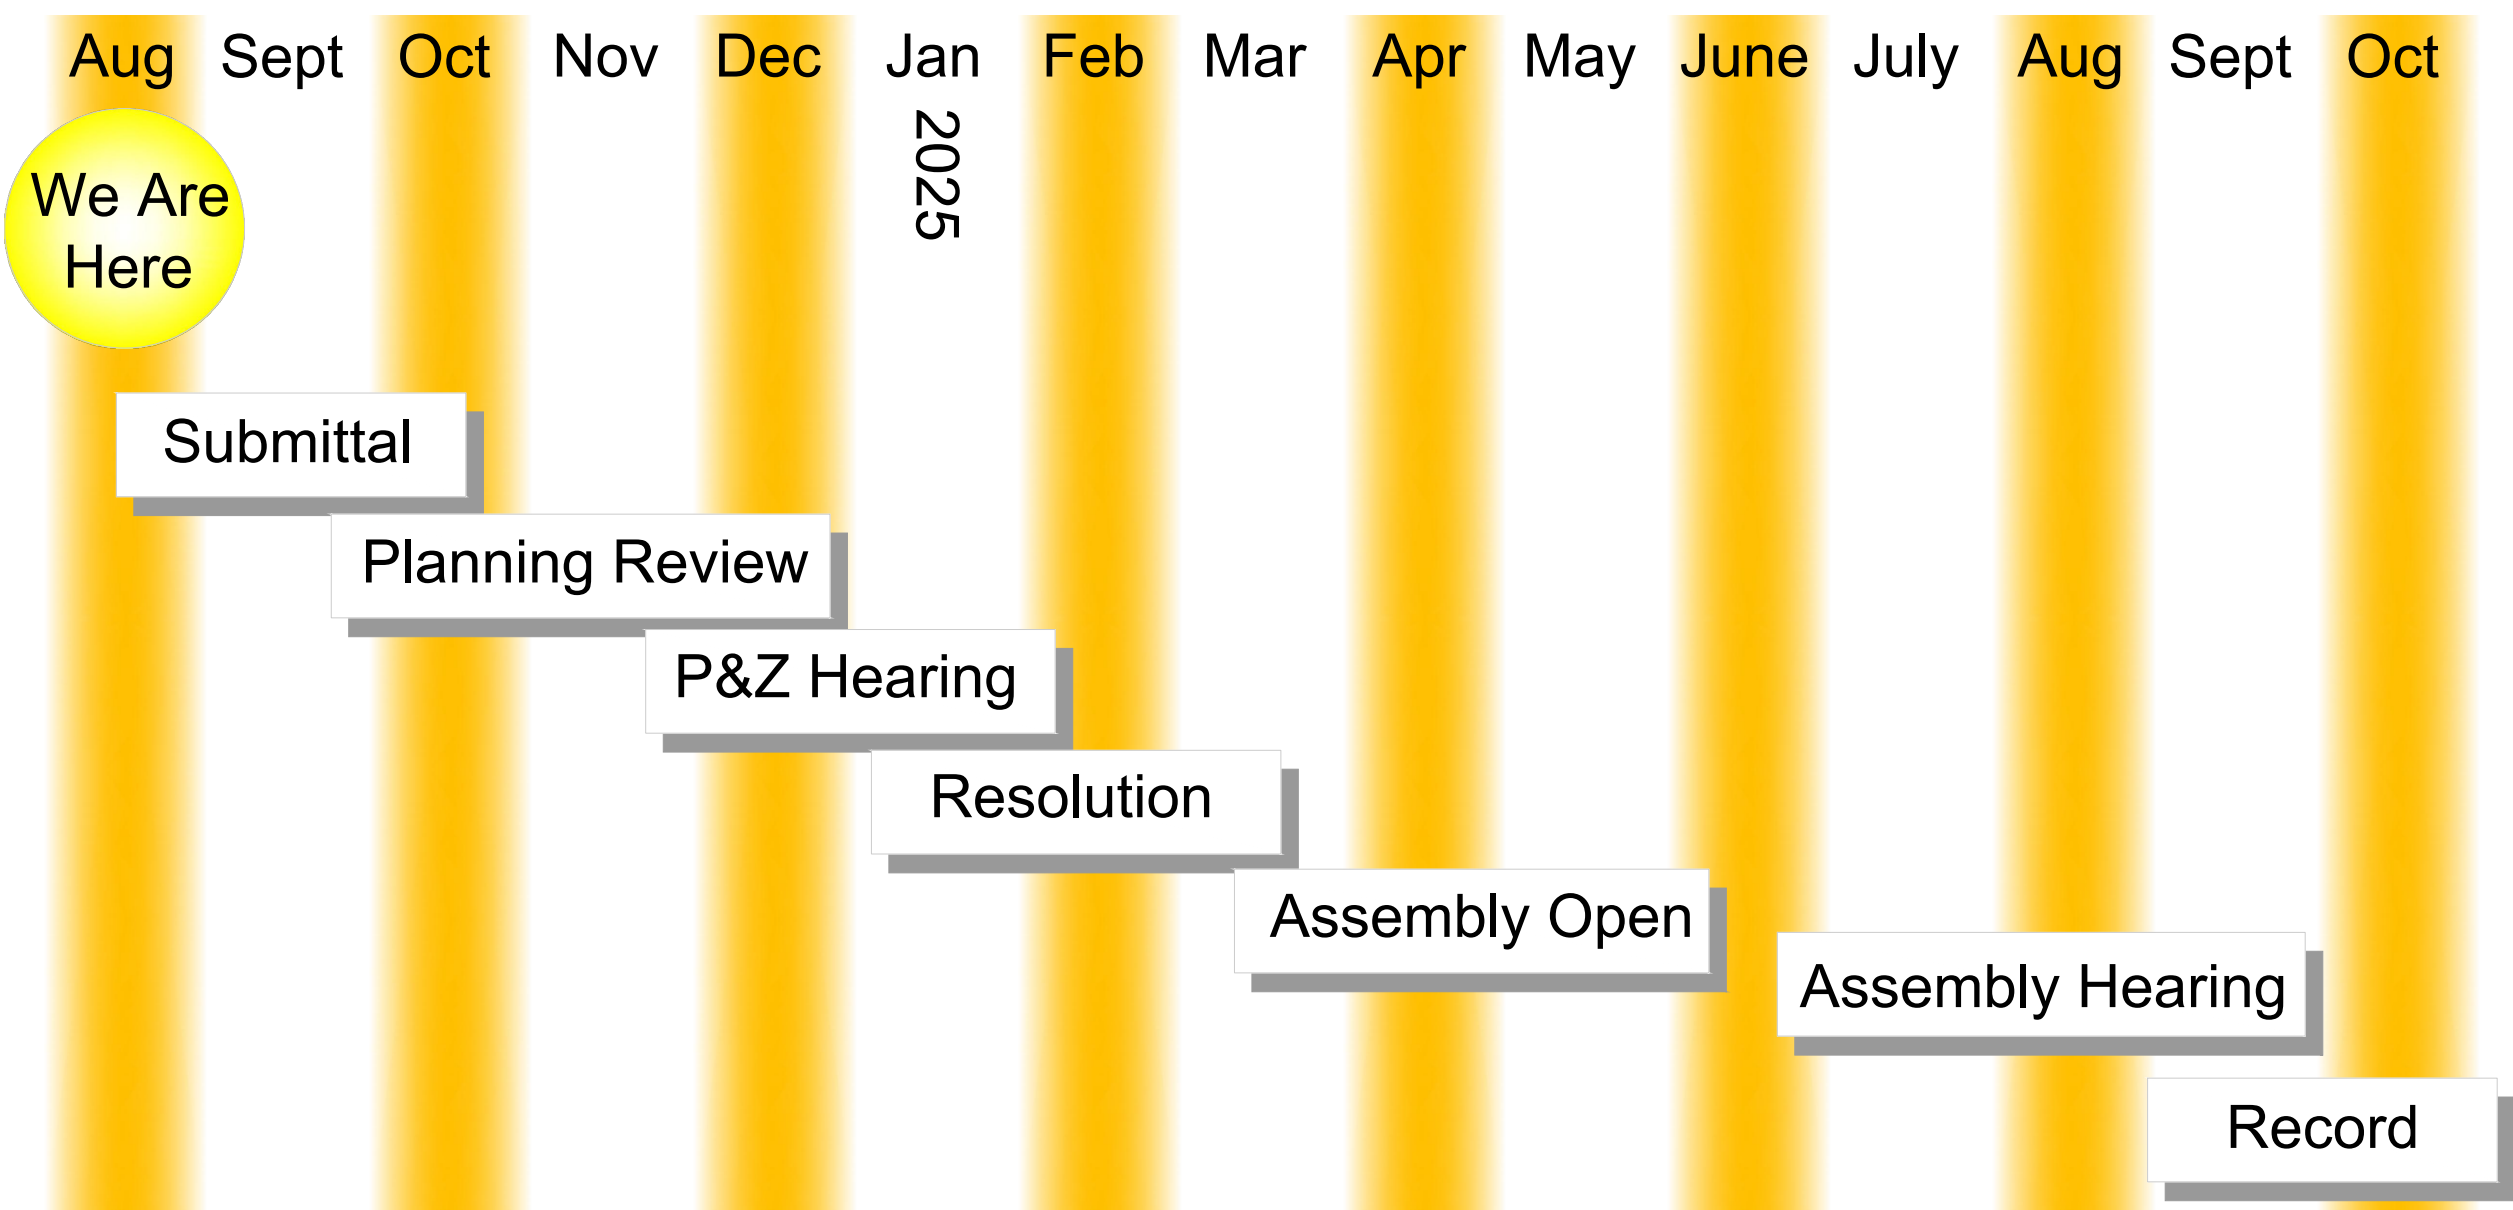 Aug Sept Oct Nov Dec Jan Feb Mar Apr May June July Aug Sept Oct
2025
We Are
Here
Submittal
Planning Review
P&Z Hearing
Resolution
Assembly Open
Assembly Hearing
Record